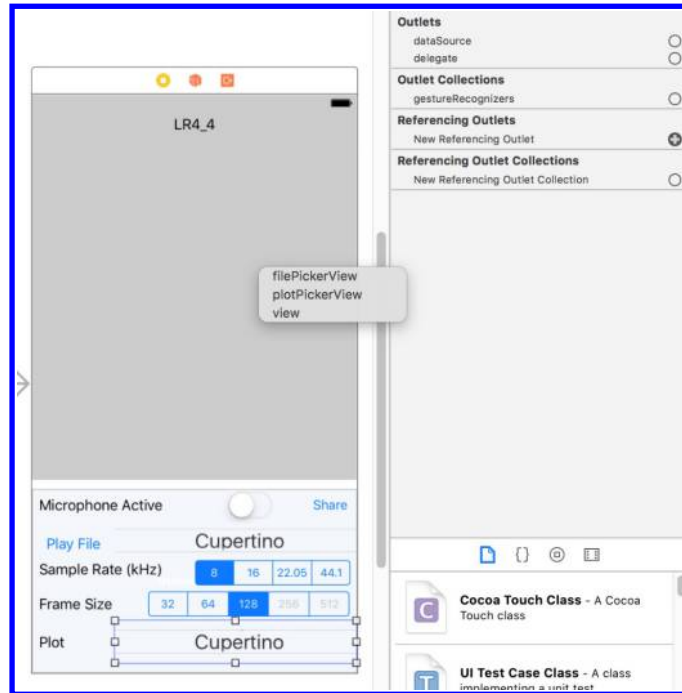 Outlets
dataSource
delegate
Outlet Collections
gestureRecognizers
Referencing Outlets
New Referencing Outlet
Referencing Outlet Collections
New Referencing Outlet Collection
LR4_4
filePickerView
plotPickerView
view
Microphone Active Share
Play File Cupertino
Sample Rate (kHz) 8 16 22.05 44.1
Frame Size 32 64 128 256 512
Plot Cupertino
{}
C Cocoa Touch Class - A Cocoa
Touch class
T UI Test Case Class - A class
implementing a unit test